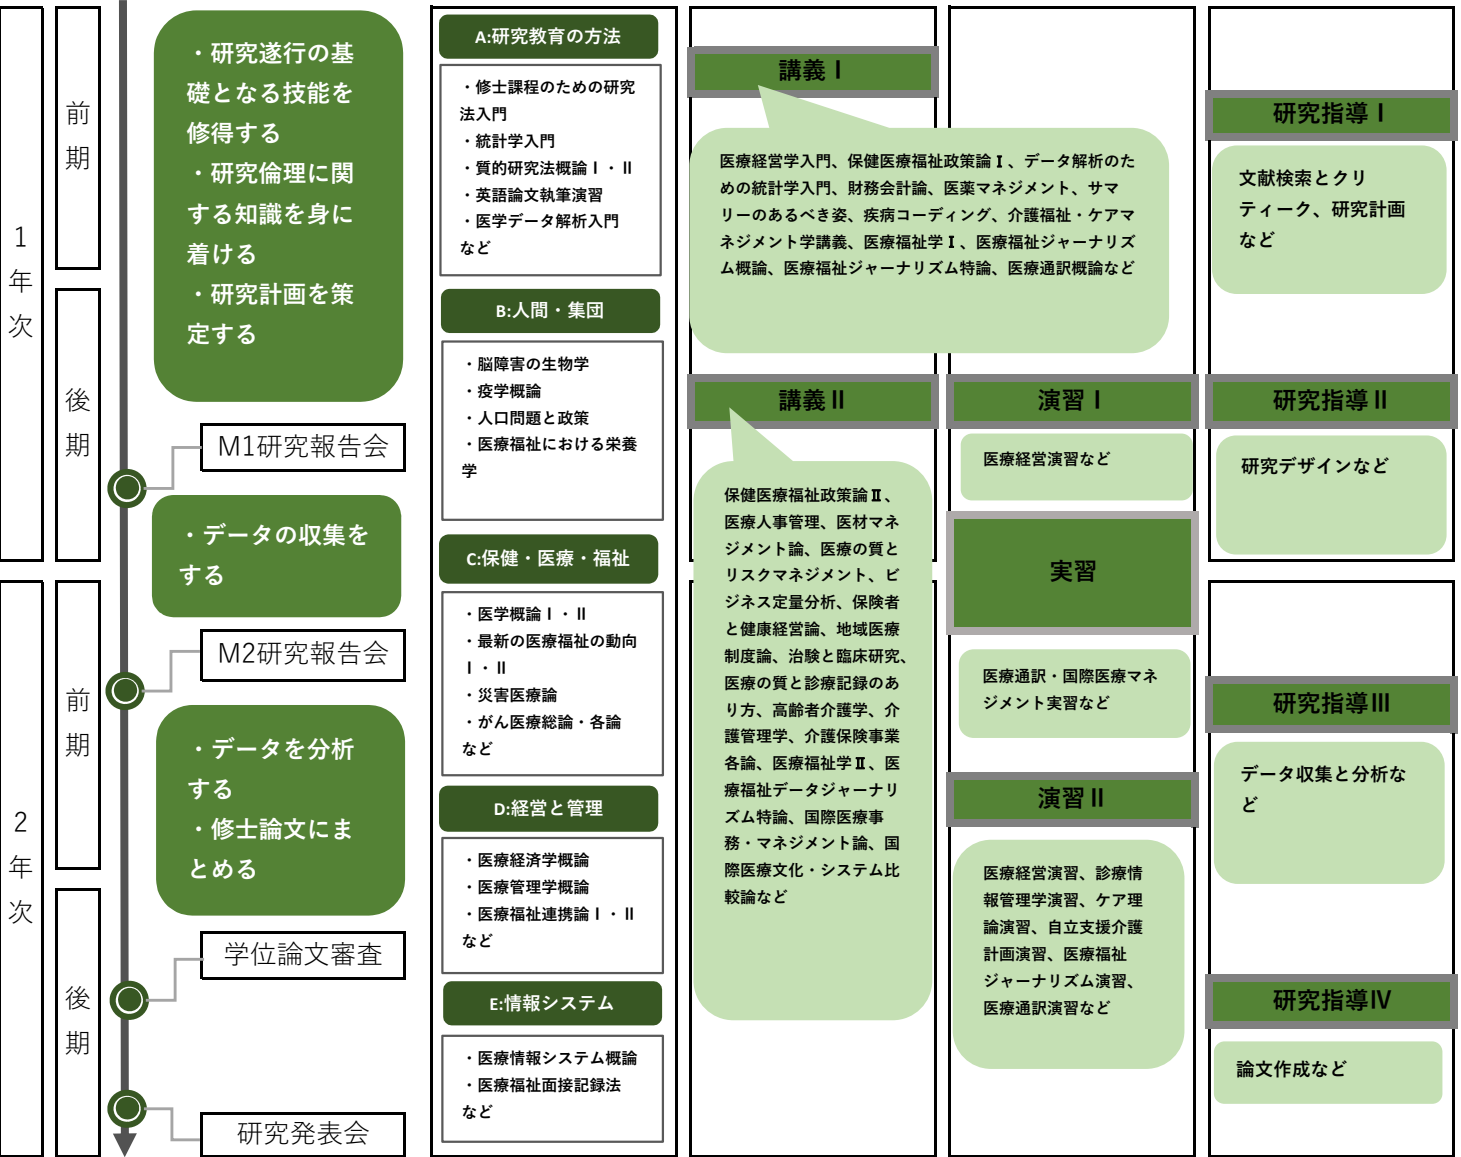 1
年
次
前
期
後
期
2
年
次
前
期
後
期
・研究遂行の基
礎となる技能を
修得する
・研究倫理に関
する知識を身に
着ける
・研究計画を策
定する
M1研究報告会
・データの収集を
する
M2研究報告会
・データを分析
する
・修士論文にま
とめる
学位論文審査
研究発表会
A:研究教育の方法
・修士課程のための研究
法入門
・統計学入門
・質的研究法概論Ⅰ・Ⅱ
・英語論文執筆演習
・医学データ解析入門
など
B:人間・集団
・脳障害の生物学
・疫学概論
・人口問題と政策
・医療福祉における栄養
学
C:保健・医療・福祉
・医学概論Ⅰ・Ⅱ
・最新の医療福祉の動向
Ⅰ・Ⅱ
・災害医療論
・がん医療総論・各論
など
D:経営と管理
・医療経済学概論
・医療管理学概論
・医療福祉連携論Ⅰ・Ⅱ
など
E:情報システム
・医療情報システム概論
・医療福祉面接記録法
など
講義Ⅰ
医療経営学入門、保健医療福祉政策論Ⅰ、データ解析のた
めの統計学入門、財務会計論、医薬マネジメント、サマ
リーのあるべき姿、疾病コーディング、介護福祉・ケアマ
ネジメント学講義、医療福祉学Ⅰ、医療福祉ジャーナリズ
ム概論、医療福祉ジャーナリズム特論、医療通訳概論など
講義Ⅱ
保健医療福祉政策論Ⅱ、
医療人事管理、医材マネ
ジメント論、医療の質と
リスクマネジメント、ビ
ジネス定量分析、保険者
と健康経営論、地域医療
制度論、治験と臨床研究、
医療の質と診療記録のあ
り方、高齢者介護学、介
護管理学、介護保険事業
各論、医療福祉学Ⅱ、医
療福祉データジャーナリ
ズム特論、国際医療事
務・マネジメント論、国
際医療文化・システム比
較論など
演習Ⅰ
医療経営演習など
実習
医療通訳・国際医療マネ
ジメント実習など
演習Ⅱ
医療経営演習、診療情
報管理学演習、ケア理
論演習、自立支援介護
計画演習、医療福祉
ジャーナリズム演習、
医療通訳演習など
研究指導Ⅰ
文献検索とクリ
ティーク、研究計画
など
研究指導Ⅱ
研究デザインなど
研究指導Ⅲ
データ収集と分析な
ど
研究指導Ⅳ
論文作成など